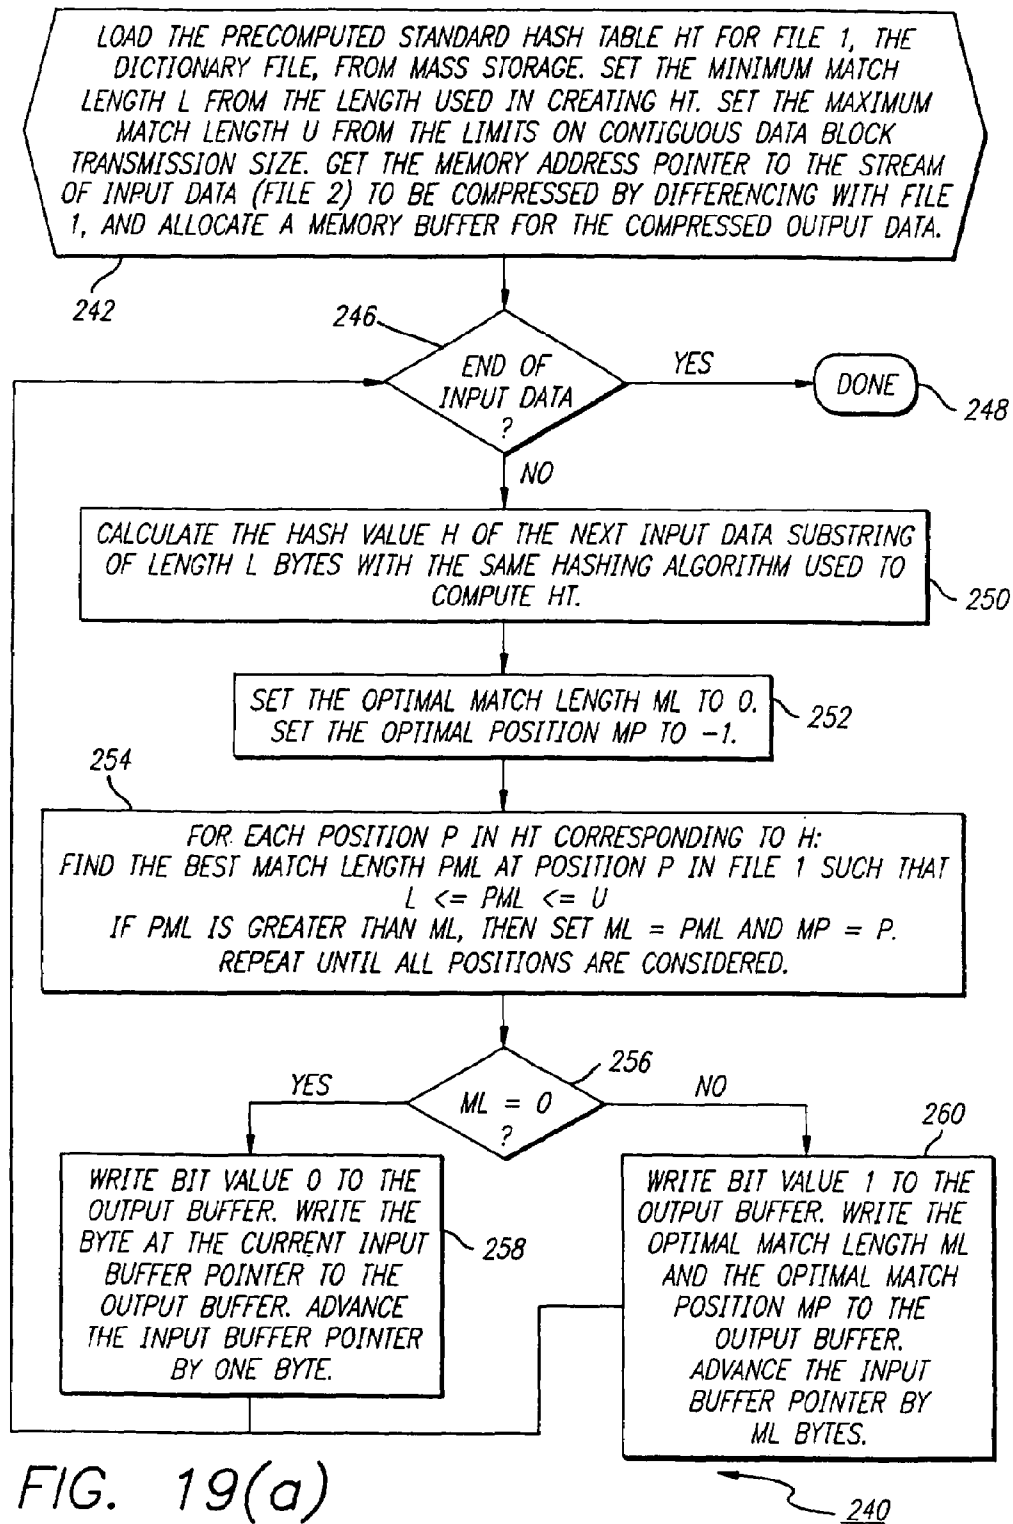 LOAD THE PRECOMPUTED STANDARD HASH TABLE HT FOR FILE 1, THE
DICTIONARY FILE, FROM MASS STORAGE. SET THE MINIMUM MATCH
LENGTH L FROM THE LENGTH USED IN CREATING HT. SET THE MAXIMUM
MATCH LENGTH U FROM THE LIMITS ON CONTIGUOUS DATA BLOCK
TRANSMISSION SIZE. GET THE MEMORY ADDRESS POINTER TO THE STREAM
OF INPUT DATA (FILE 2) TO BE COMPRESSED BY DIFFERENCING WITH FILE
1, AND ALLOCATE A MEMORY BUFFER FOR THE COMPRESSED OUTPUT DATA.
242
246
END OF
INPUT DATA
?
YES
DONE
248
NO
CALCULATE THE HASH VALUE H OF THE NEXT INPUT DATA SUBSTRING
OF LENGTH L BYTES WITH THE SAME HASHING ALGORITHM USED TO
COMPUTE HT.
250
SET THE OPTIMAL MATCH LENGTH ML TO 0.
SET THE OPTIMAL POSITION MP TO -1.
252
254
FOR EACH POSITION P IN HT CORRESPONDING TO H:
FIND THE BEST MATCH LENGTH PML AT POSITION P IN FILE 1 SUCH THAT
L <= PML <= U
IF PML IS GREATER THAN ML, THEN SET ML = PML AND MP = P.
REPEAT UNTIL ALL POSITIONS ARE CONSIDERED.
256
YES
ML = 0
?
NO
WRITE BIT VALUE 0 TO THE
OUTPUT BUFFER. WRITE THE
BYTE AT THE CURRENT INPUT
BUFFER POINTER TO THE
OUTPUT BUFFER. ADVANCE
THE INPUT BUFFER POINTER
BY ONE BYTE.
258
260
WRITE BIT VALUE 1 TO THE
OUTPUT BUFFER. WRITE THE
OPTIMAL MATCH LENGTH ML
AND THE OPTIMAL MATCH
POSITION MP TO THE
OUTPUT BUFFER.
ADVANCE THE INPUT
BUFFER POINTER BY
ML BYTES.
FIG. 19(a)
240